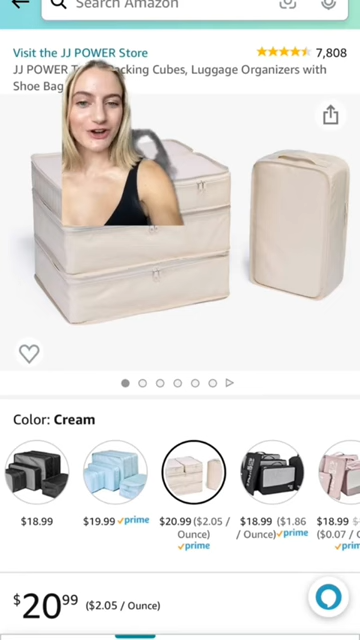 Search Amazon
Visit the JJ POWER Store
7,808
JJ POWER cking Cubes, Luggage Organizers with
Shoe Bag
Color: Cream
$18.99
$19.99 prime
$20.99 ($2.05 /
Ounce)
prime
$18.99 ($1.86
/ Ounce) prime
$18.99
($0.07 /
prim
$20.99 ($2.05 / Ounce)